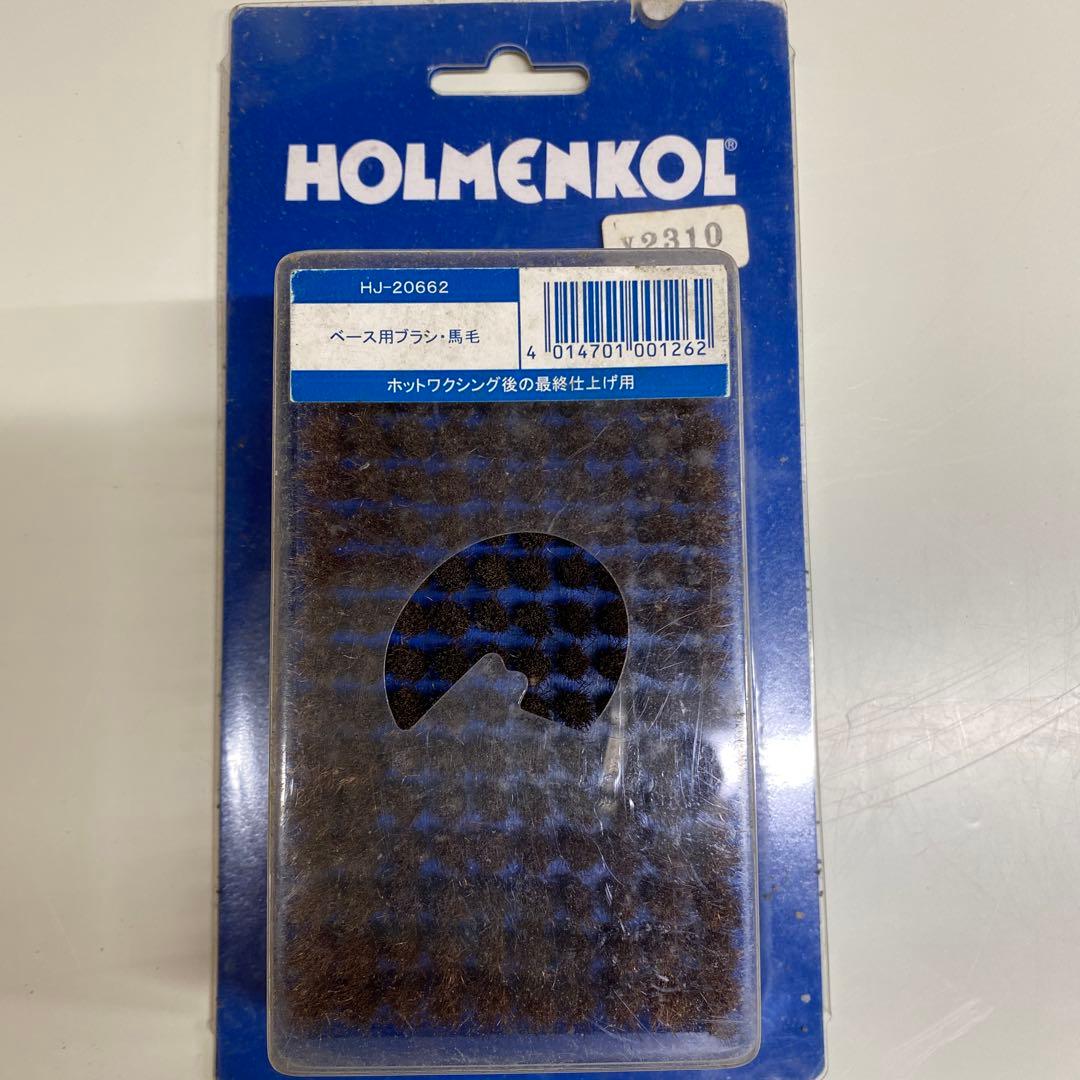 HOLMENKOL®
¥2310
HJ-20662
ベース用ブラシ・馬毛
4 014701 001262
ホットワクシング後の最終仕上げ用